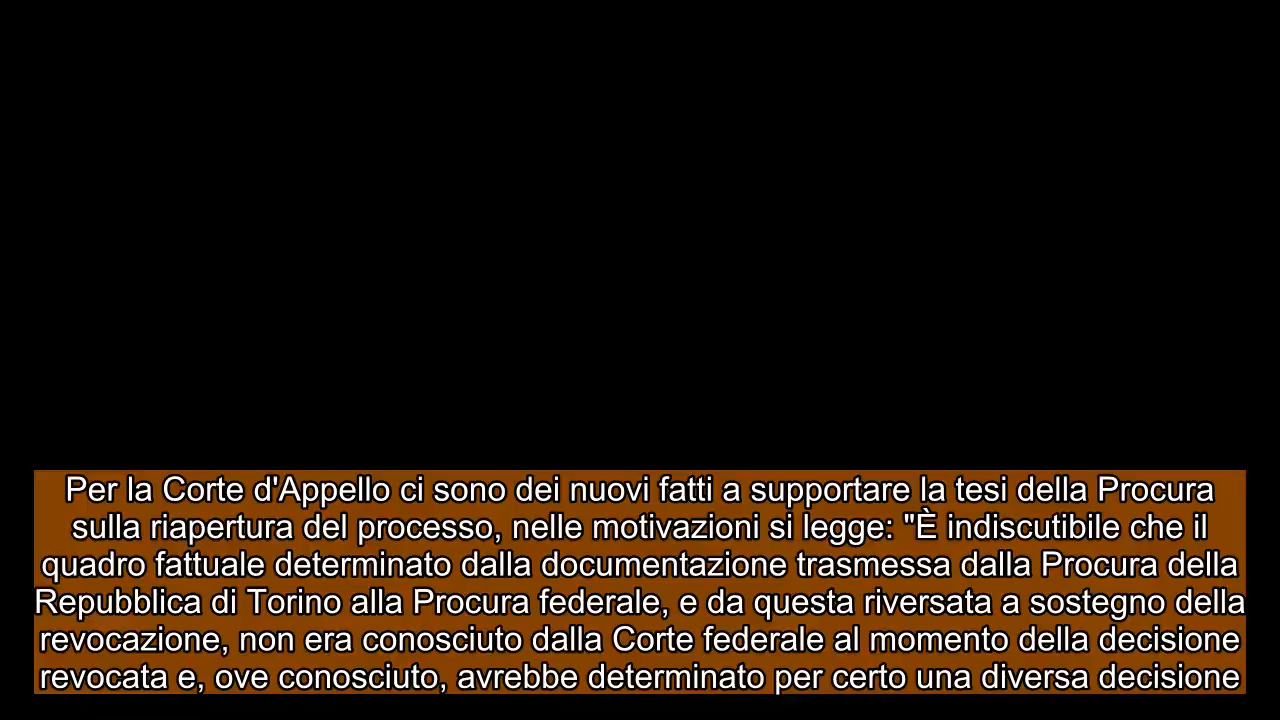 Per la Corte d'Appello ci sono dei nuovi fatti a supportare la tesi della Procura
sulla riapertura del processo, nelle motivazioni si legge: "È indiscutibile che il
quadro fattuale determinato dalla documentazione trasmessa dalla Procura della
Repubblica di Torino alla Procura federale, e da questa riversata a sostegno della
revocazione, non era conosciuto dalla Corte federale al momento della decisione
revocata e, ove conosciuto, avrebbe determinato per certo una diversa decisione